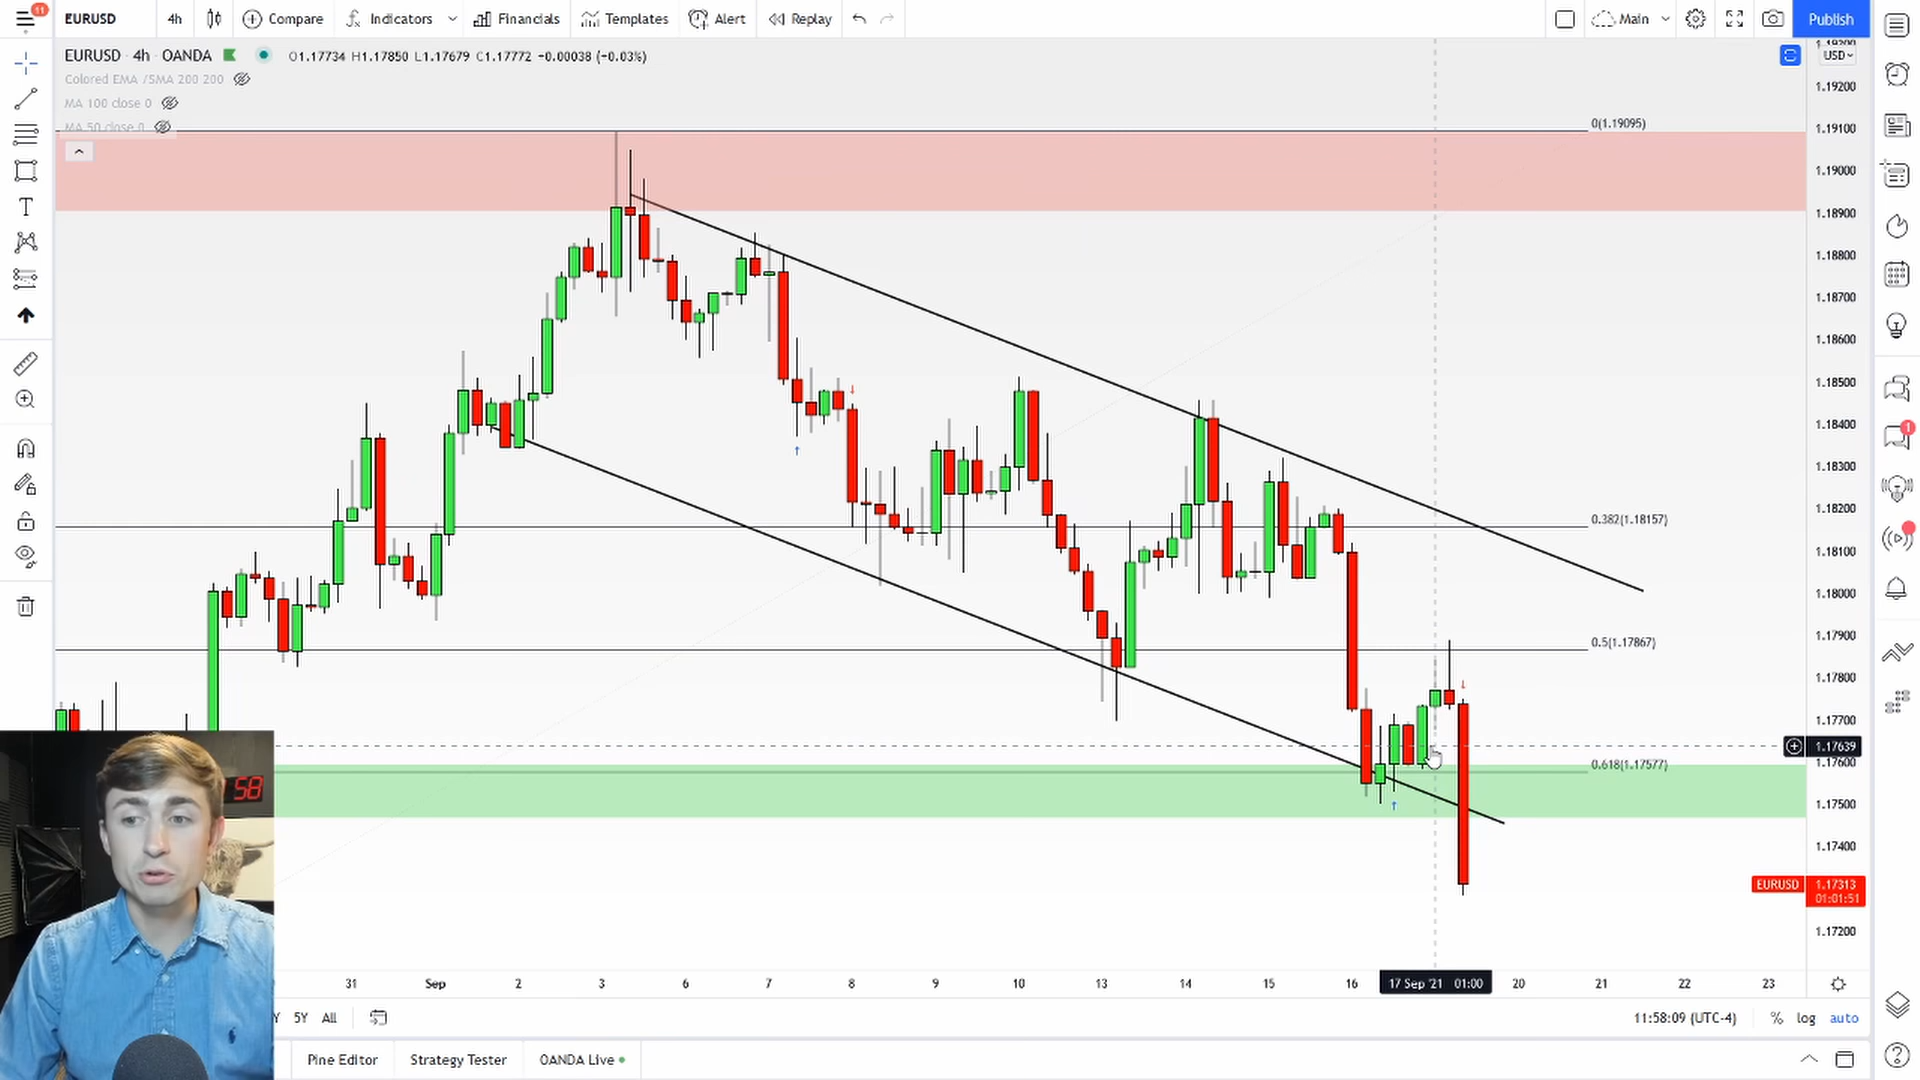 11
EURUSD 4h Compare Indicators Financials Templates Alert Replay Main Publish
EURUSD · 4h · OANDA O1.17734 H1.17850 L1.17679 C1.17772 −0.00038 (−0.03%)
USD
Colored EMA /SMA 200 200
MA 100 close 0
MA 50 close 0
0(1.19095)
0.382(1.18157)
0.5(1.17867)
0.618(1.17577)
1.19200
1.19100
1.19000
1.18900
1.18800
1.18700
1.18600
1.18500
1.18400
1.18300
1.18200
1.18100
1.18000
1.17900
1.17800
1.17700
1.17639
1.17600
1.17500
1.17400
EURUSD 1.17313
01:01:51
1.17200
1
58
31 Sep 2 3 6 7 8 9 10 13 14 15 16 17 Sep '21 01:00 20 21 22 23
Y 5Y All 11:58:09 (UTC-4) % log auto
Pine Editor Strategy Tester OANDA Live